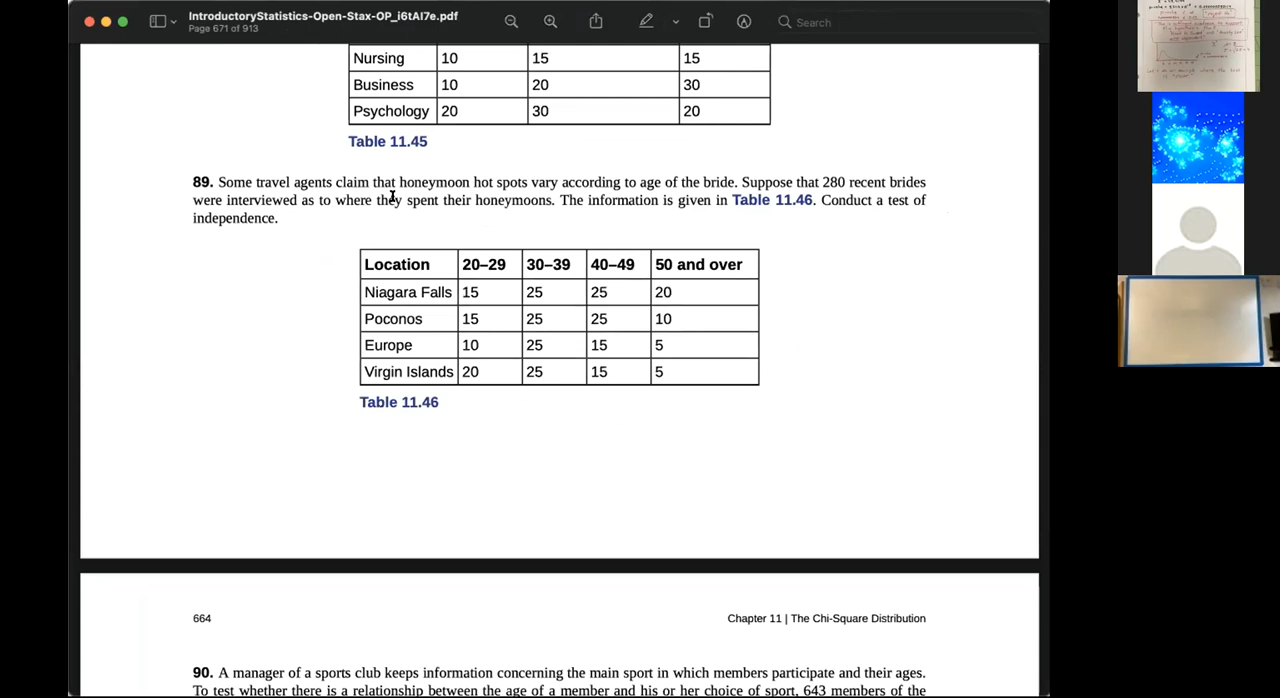 IntroductoryStatistics-Open-Stax-OP_i6tAI7e.pdf
Page 671 of 913
Search
Nursing 10 15 15
Business 10 20 30
Psychology 20 30 20
Table 11.45
89. Some travel agents claim that honeymoon hot spots vary according to age of the bride. Suppose that 280 recent brides
were interviewed as to where they spent their honeymoons. The information is given in Table 11.46. Conduct a test of
independence.
Location 20–29 30–39 40–49 50 and over
Niagara Falls 15 25 25 20
Poconos 15 25 25 10
Europe 10 25 15 5
Virgin Islands 20 25 15 5
Table 11.46
664 Chapter 11 | The Chi-Square Distribution
90. A manager of a sports club keeps information concerning the main sport in which members participate and their ages.
To test whether there is a relationship between the age of a member and his or her choice of sport, 643 members of the